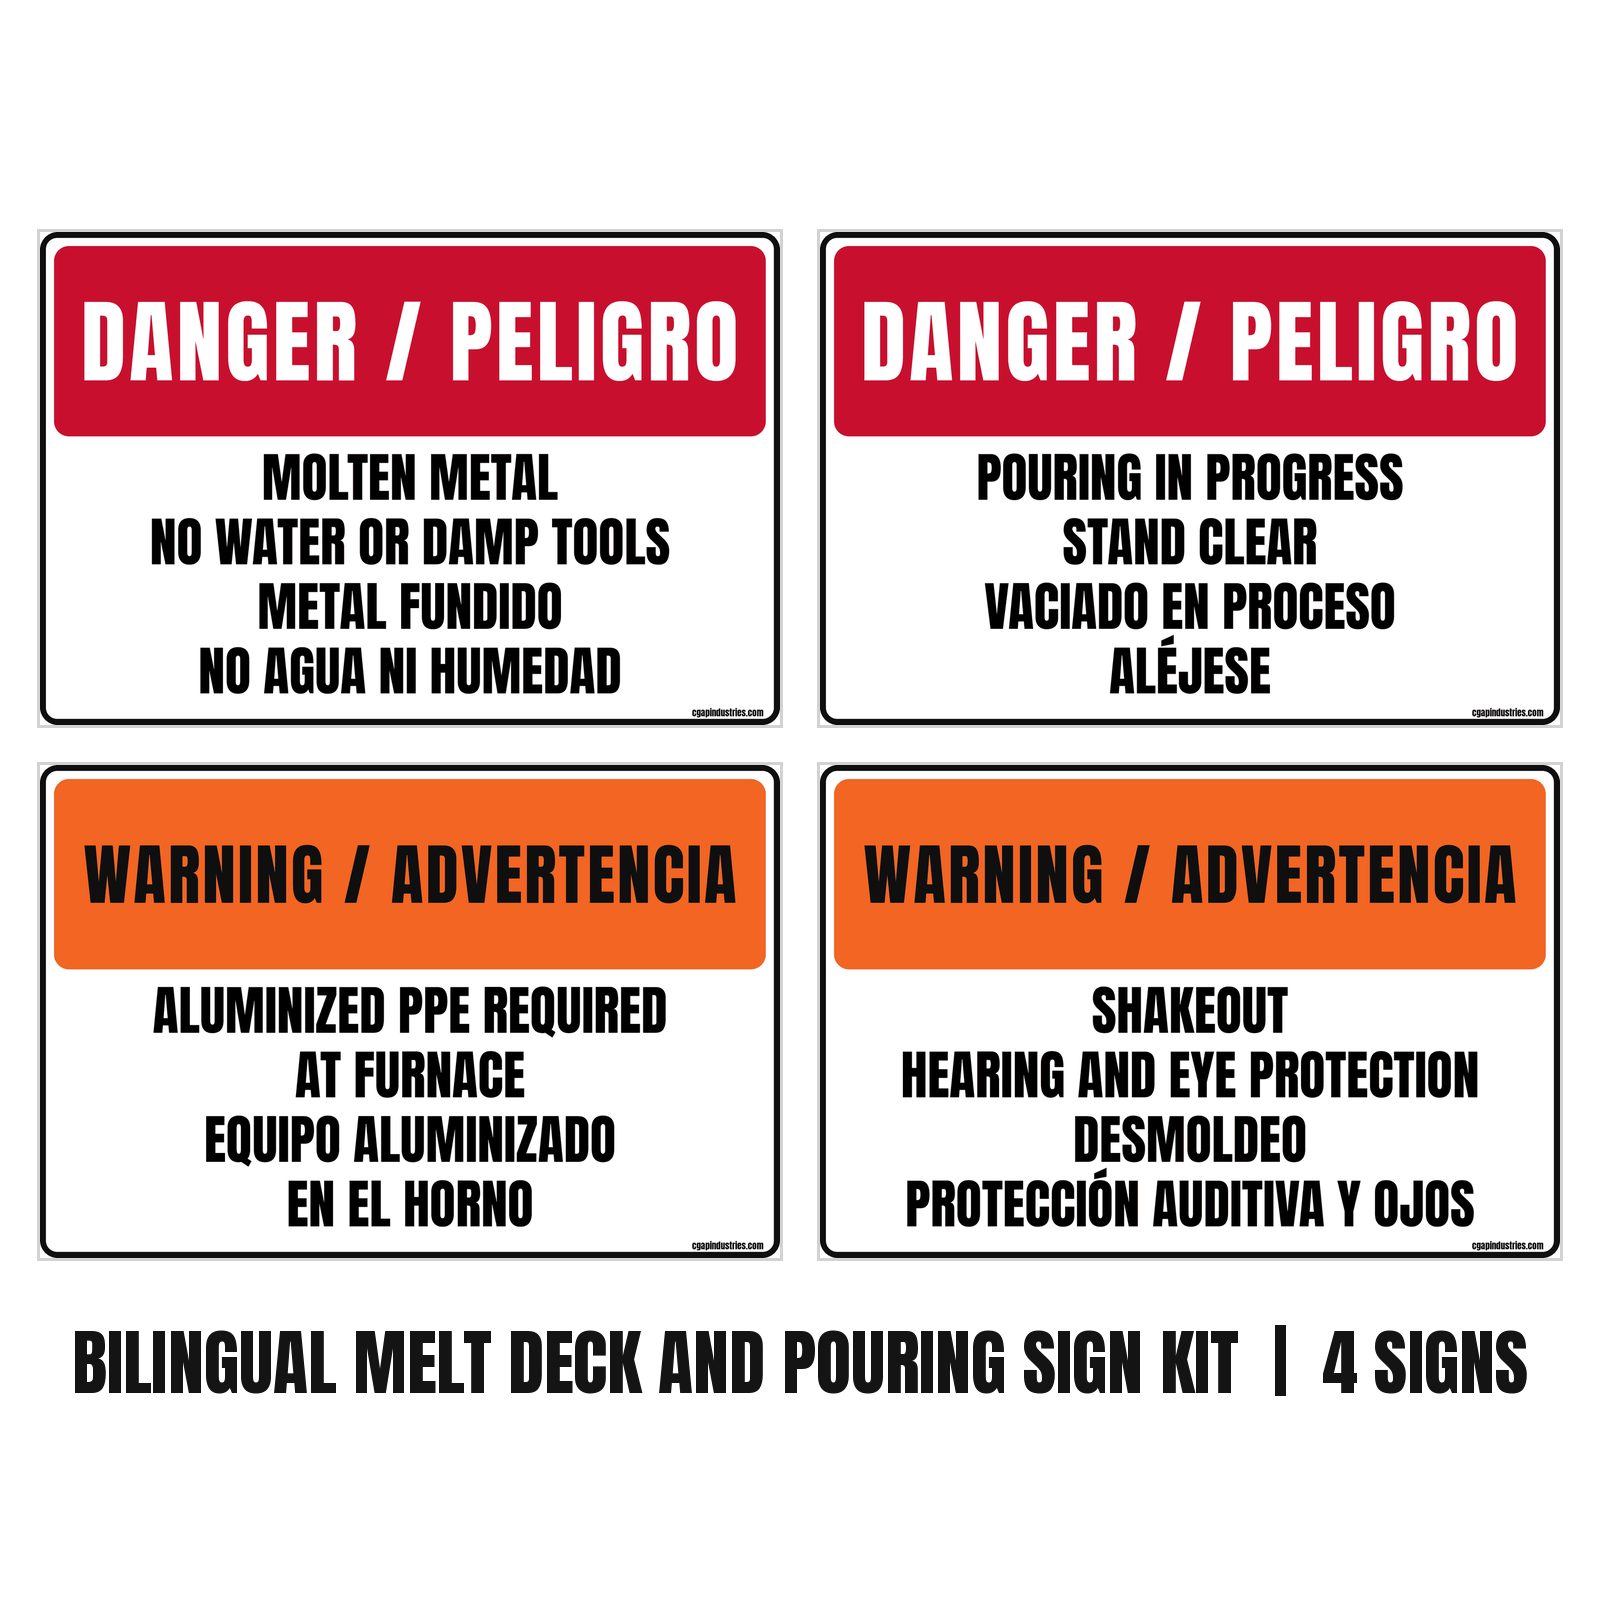 DANGER / PELIGRO
MOLTEN METAL
NO WATER OR DAMP TOOLS
METAL FUNDIDO
NO AGUA NI HUMEDAD
cgapindustries.com
DANGER / PELIGRO
POURING IN PROGRESS
STAND CLEAR
VACIADO EN PROCESO
ALÉJESE
cgapindustries.com
WARNING / ADVERTENCIA
ALUMINIZED PPE REQUIRED
AT FURNACE
EQUIPO ALUMINIZADO
EN EL HORNO
cgapindustries.com
WARNING / ADVERTENCIA
SHAKEOUT
HEARING AND EYE PROTECTION
DESMOLDEO
PROTECCIÓN AUDITIVA Y OJOS
cgapindustries.com
BILINGUAL MELT DECK AND POURING SIGN KIT | 4 SIGNS